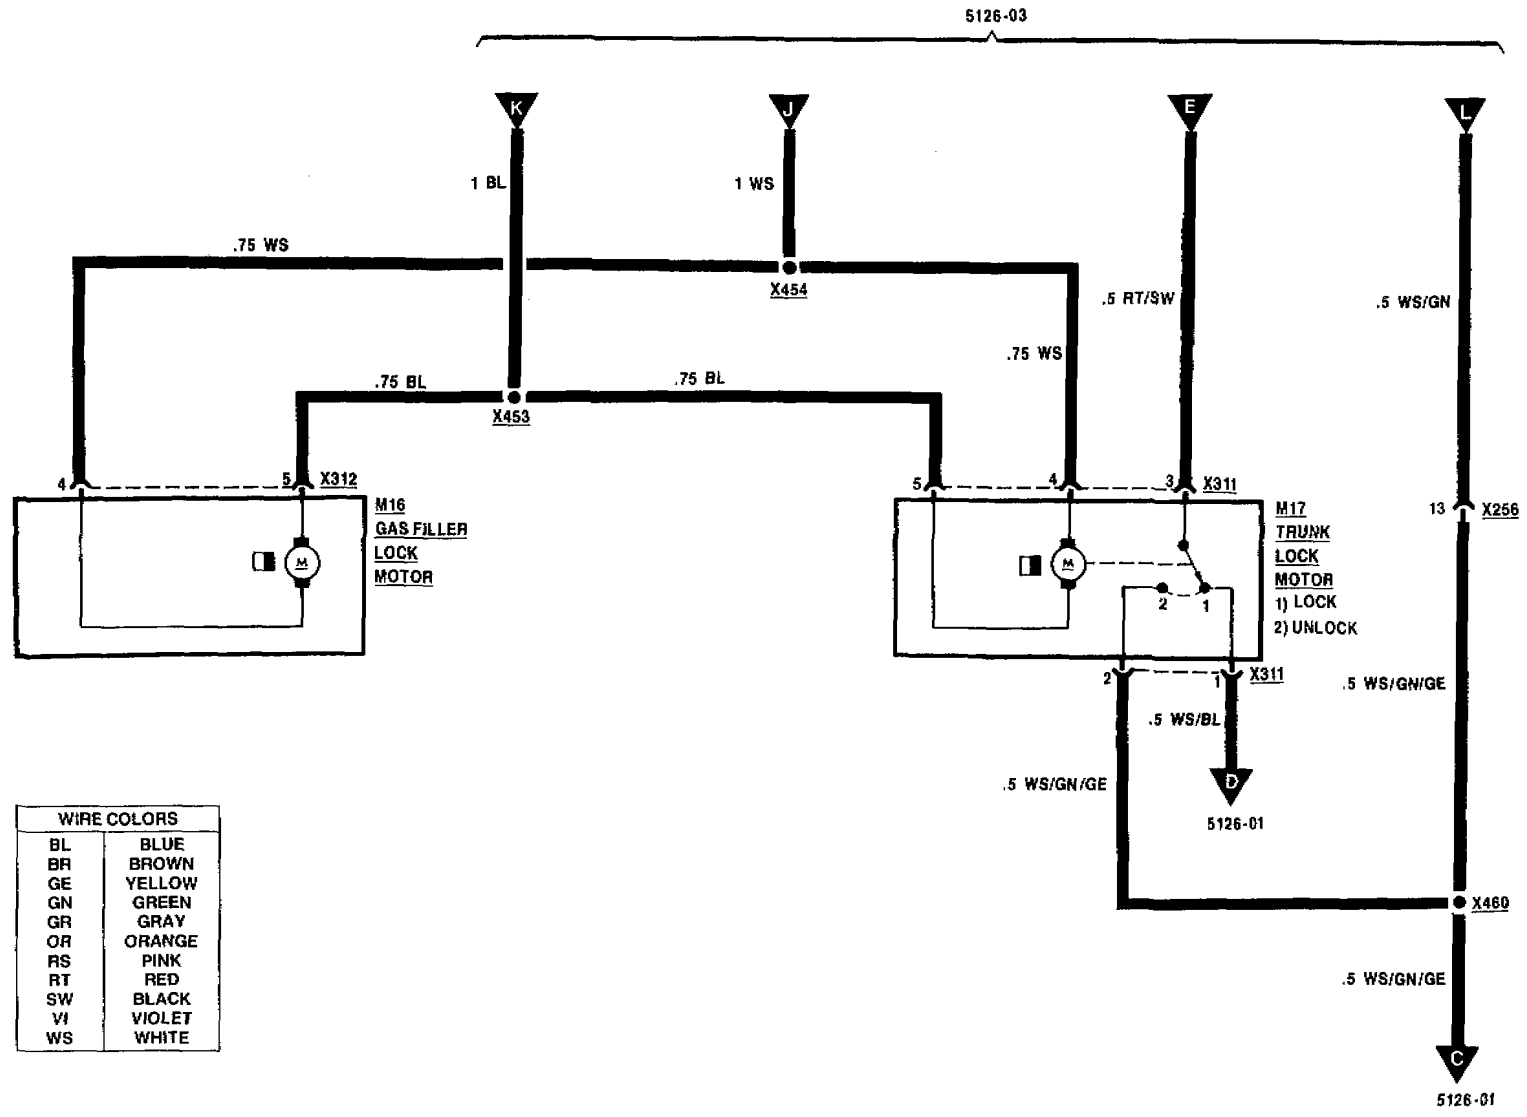 5126-03
K
J
E
L
1 BL
1 WS
.75 WS
X454
.5 RT/SW
.5 WS/GN
.75 WS
.75 BL
.75 BL
X453
4
5
X312
5
4
3
X311
13
X256
M16
GAS FILLER
LOCK
MOTOR
M
M17
TRUNK
LOCK
MOTOR
1) LOCK
2) UNLOCK
M
2
1
2
1
X311
.5 WS/GN/GE
.5 WS/BL
.5 WS/GN/GE
D
5126-01
X460
.5 WS/GN/GE
C
5126-01
WIRE COLORS
BL BLUE
BR BROWN
GE YELLOW
GN GREEN
GR GRAY
OR ORANGE
RS PINK
RT RED
SW BLACK
VI VIOLET
WS WHITE